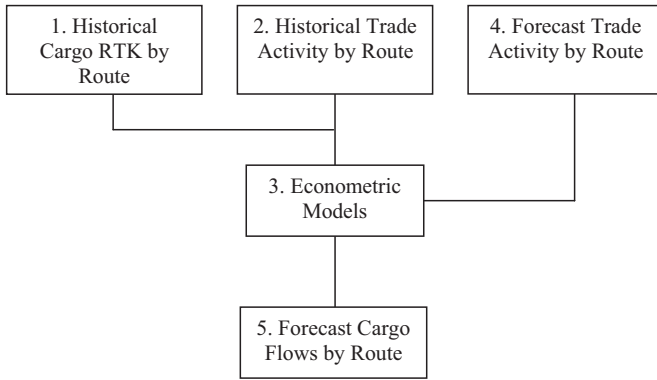 1. Historical
Cargo RTK by
Route
2. Historical Trade
Activity by Route
4. Forecast Trade
Activity by Route
3. Econometric
Models
5. Forecast Cargo
Flows by Route